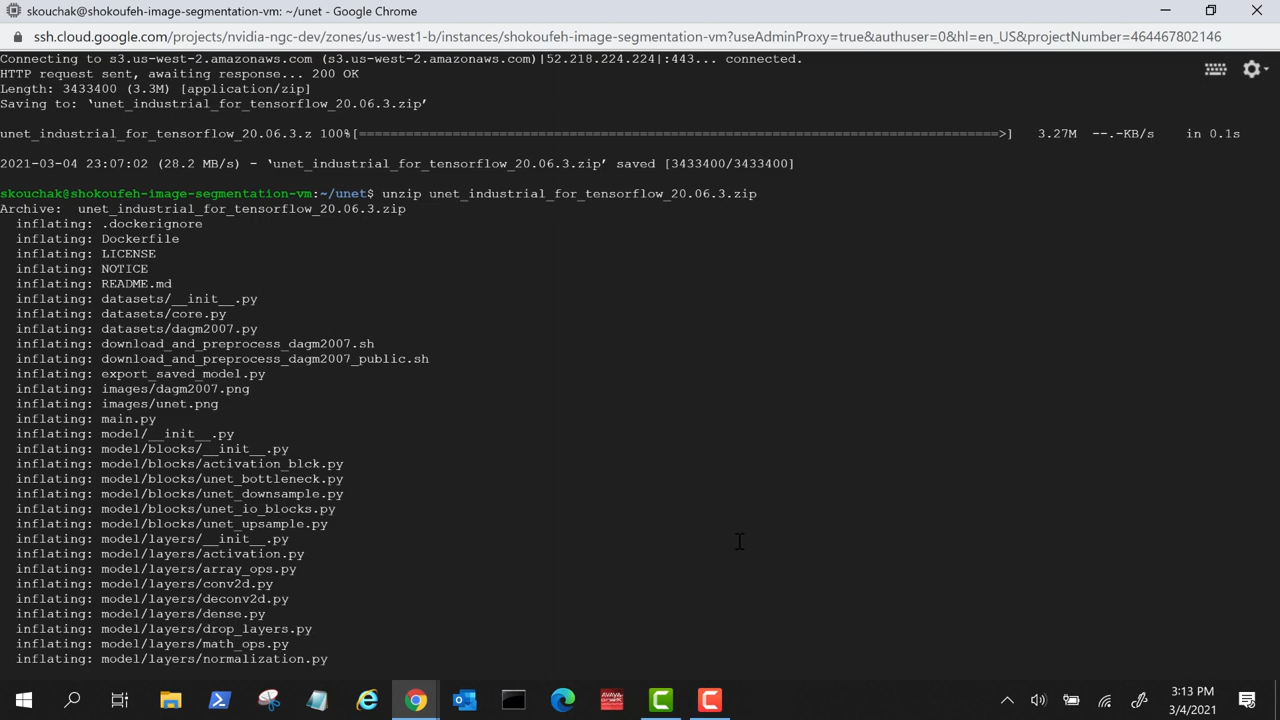 skouchak@shokoufeh-image-segmentation-vm: ~/unet - Google Chrome
ssh.cloud.google.com/projects/nvidia-ngc-dev/zones/us-west1-b/instances/shokoufeh-image-segmentation-vm?useAdminProxy=true&authuser=0&hl=en_US&projectNumber=464467802146
Connecting to s3.us-west-2.amazonaws.com (s3.us-west-2.amazonaws.com)|52.218.224.224|:443... connected.
HTTP request sent, awaiting response... 200 OK
Length: 3433400 (3.3M) [application/zip]
Saving to: ‘unet_industrial_for_tensorflow_20.06.3.zip’
unet_industrial_for_tensorflow_20.06.3.z 100%[==================================================================================>] 3.27M --.-KB/s in 0.1s
2021-03-04 23:07:02 (28.2 MB/s) - ‘unet_industrial_for_tensorflow_20.06.3.zip’ saved [3433400/3433400]
skouchak@shokoufeh-image-segmentation-vm:~/unet$ unzip unet_industrial_for_tensorflow_20.06.3.zip
Archive:  unet_industrial_for_tensorflow_20.06.3.zip
inflating: .dockerignore
inflating: Dockerfile
inflating: LICENSE
inflating: NOTICE
inflating: README.md
inflating: datasets/__init__.py
inflating: datasets/core.py
inflating: datasets/dagm2007.py
inflating: download_and_preprocess_dagm2007.sh
inflating: download_and_preprocess_dagm2007_public.sh
inflating: export_saved_model.py
inflating: images/dagm2007.png
inflating: images/unet.png
inflating: main.py
inflating: model/__init__.py
inflating: model/blocks/__init__.py
inflating: model/blocks/activation_blck.py
inflating: model/blocks/unet_bottleneck.py
inflating: model/blocks/unet_downsample.py
inflating: model/blocks/unet_io_blocks.py
inflating: model/blocks/unet_upsample.py
inflating: model/layers/__init__.py
inflating: model/layers/activation.py
inflating: model/layers/array_ops.py
inflating: model/layers/conv2d.py
inflating: model/layers/deconv2d.py
inflating: model/layers/dense.py
inflating: model/layers/drop_layers.py
inflating: model/layers/math_ops.py
inflating: model/layers/normalization.py
AVAYA
3:13 PM
3/4/2021